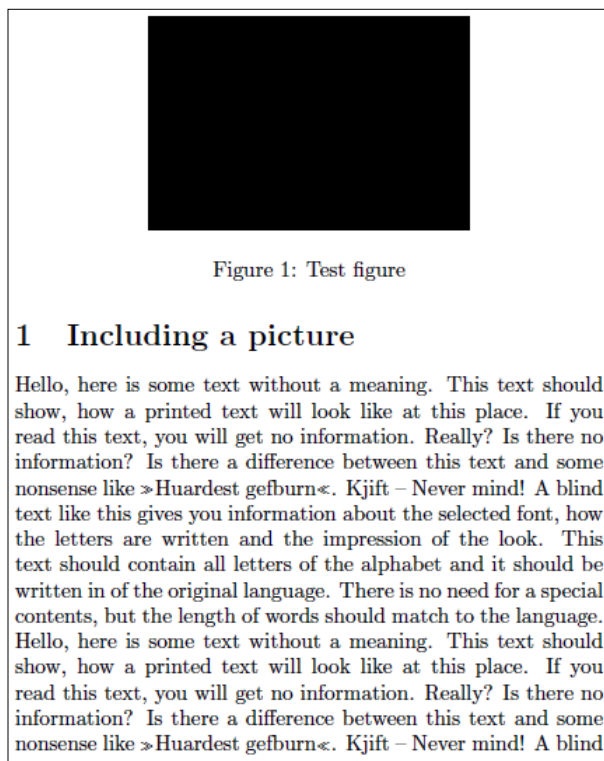 Figure 1: Test figure
1 Including a picture
Hello, here is some text without a meaning. This text should
show, how a printed text will look like at this place. If you
read this text, you will get no information. Really? Is there no
information? Is there a difference between this text and some
nonsense like »Huardest gefburn«. Kjift – Never mind! A blind
text like this gives you information about the selected font, how
the letters are written and the impression of the look. This
text should contain all letters of the alphabet and it should be
written in of the original language. There is no need for a special
contents, but the length of words should match to the language.
Hello, here is some text without a meaning. This text should
show, how a printed text will look like at this place. If you
read this text, you will get no information. Really? Is there no
information? Is there a difference between this text and some
nonsense like »Huardest gefburn«. Kjift – Never mind! A blind